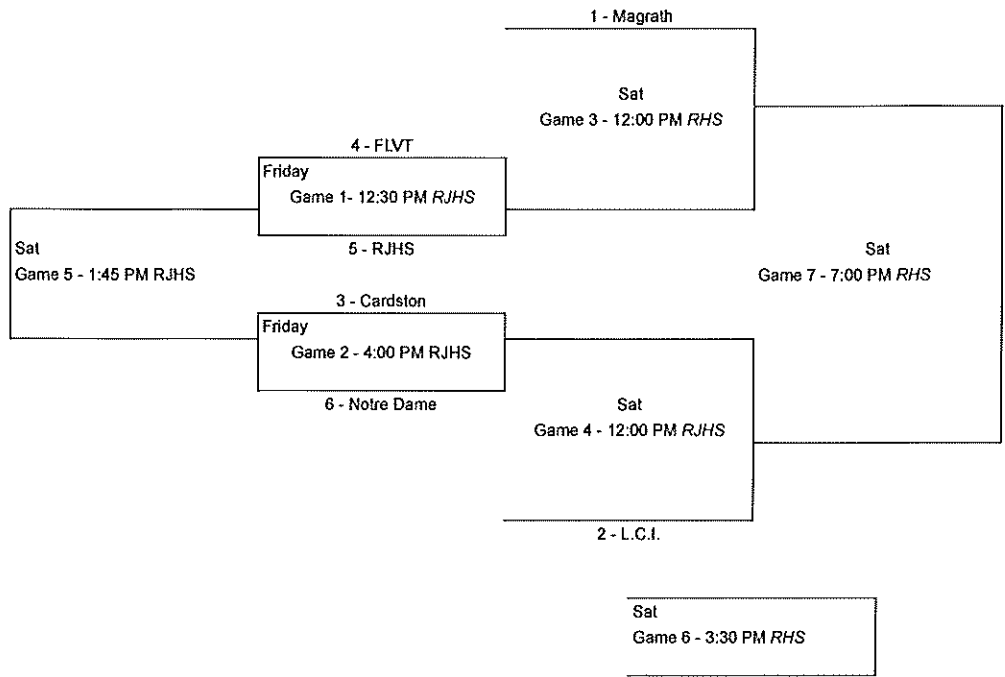 1 - Magrath
Sat
Game 3 - 12:00 PM RHS
4 - FLVT
Friday
Game 1- 12:30 PM RJHS
5 - RJHS
Sat
Game 5 - 1:45 PM RJHS
Sat
Game 7 - 7:00 PM RHS
3 - Cardston
Friday
Game 2 - 4:00 PM RJHS
6 - Notre Dame
Sat
Game 4 - 12:00 PM RJHS
2 - L.C.I.
Sat
Game 6 - 3:30 PM RHS